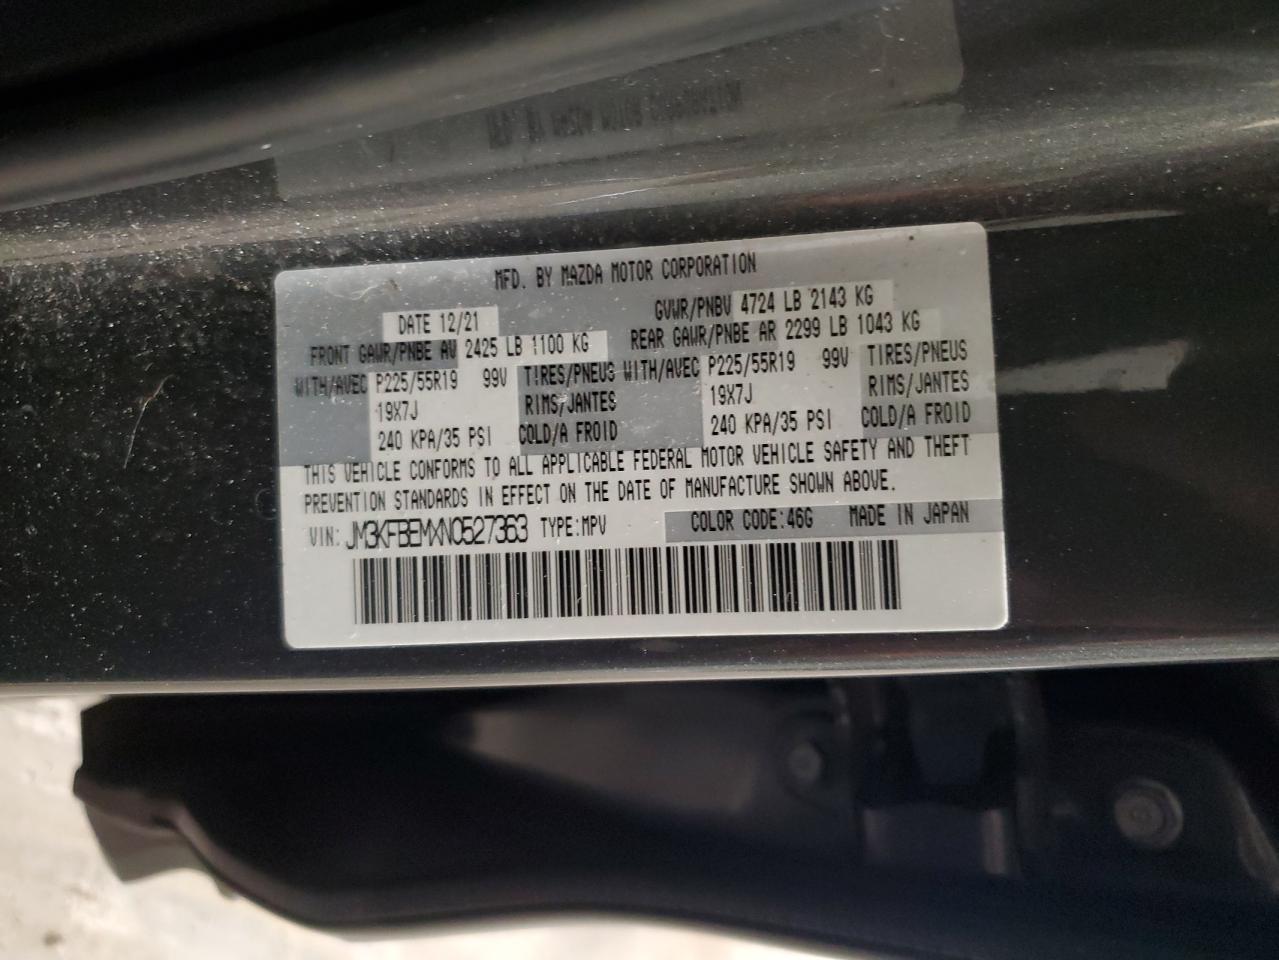 MFD. BY MAZDA MOTOR CORPORATION
DATE 12/21 GVWR/PNBV 4724 LB 2143 KG
FRONT GAWR/PNBE AV 2425 LB 1100 KG REAR GAWR/PNBE AR 2299 LB 1043 KG
WITH/AVEC P225/55R19 99V TIRES/PNEUS WITH/AVEC P225/55R19 99V TIRES/PNEUS
19X7J RIMS/JANTES 19X7J RIMS/JANTES
240 KPA/35 PSI COLD/A FROID 240 KPA/35 PSI COLD/A FROID
THIS VEHICLE CONFORMS TO ALL APPLICABLE FEDERAL MOTOR VEHICLE SAFETY AND THEFT
PREVENTION STANDARDS IN EFFECT ON THE DATE OF MANUFACTURE SHOWN ABOVE.
VIN: JM3KFBEMXN0527363 TYPE:MPV COLOR CODE:46G MADE IN JAPAN